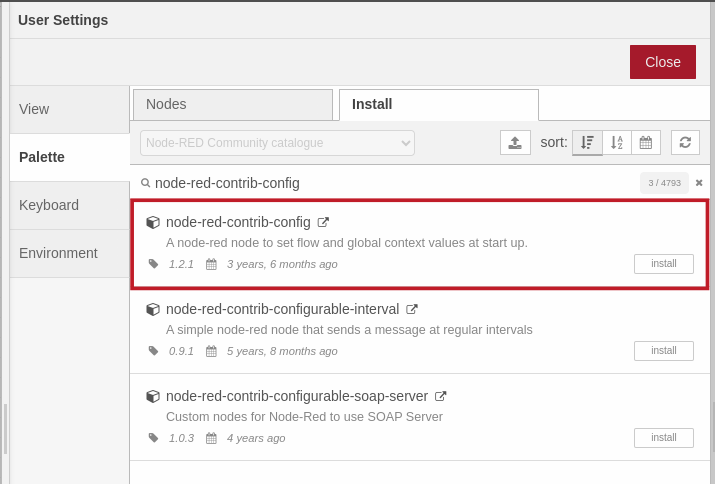 User Settings
Close
View
Palette
Keyboard
Environment
Nodes
Install
Node-RED Community catalogue
sort:
node-red-contrib-config
3 / 4793
node-red-contrib-config
A node-red node to set flow and global context values at start up.
1.2.1 3 years, 6 months ago
install
node-red-contrib-configurable-interval
A simple node-red node that sends a message at regular intervals
0.9.1 5 years, 8 months ago
install
node-red-contrib-configurable-soap-server
Custom nodes for Node-Red to use SOAP Server
1.0.3 4 years ago
install